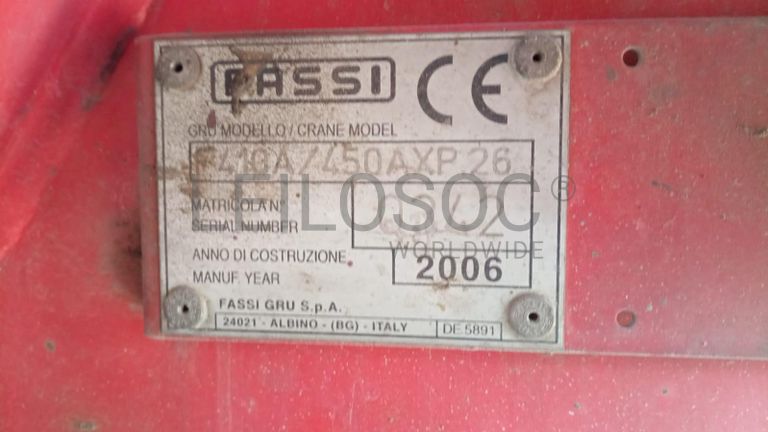 FASSI CE
GRU MODELLO / CRANE MODEL
F410A/450AXP 26
FILOSOC®
WORLDWIDE
MATRICOLA N°
SERIAL NUMBER
ANNO DI COSTRUZIONE
MANUF. YEAR
2006
FASSI GRU S.p.A.
24021 - ALBINO - (BG) - ITALY
DE 5891